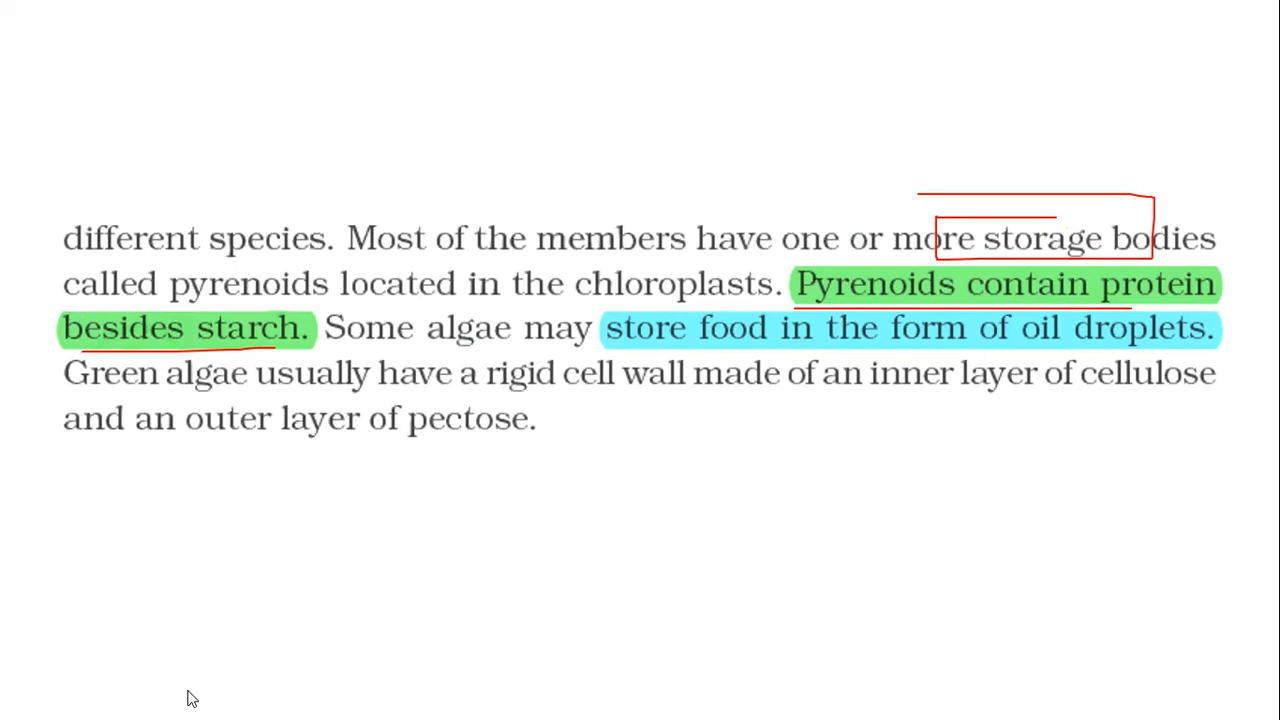 different species. Most of the members have one or more storage bodies
called pyrenoids located in the chloroplasts. Pyrenoids contain protein
besides starch. Some algae may store food in the form of oil droplets.
Green algae usually have a rigid cell wall made of an inner layer of cellulose
and an outer layer of pectose.